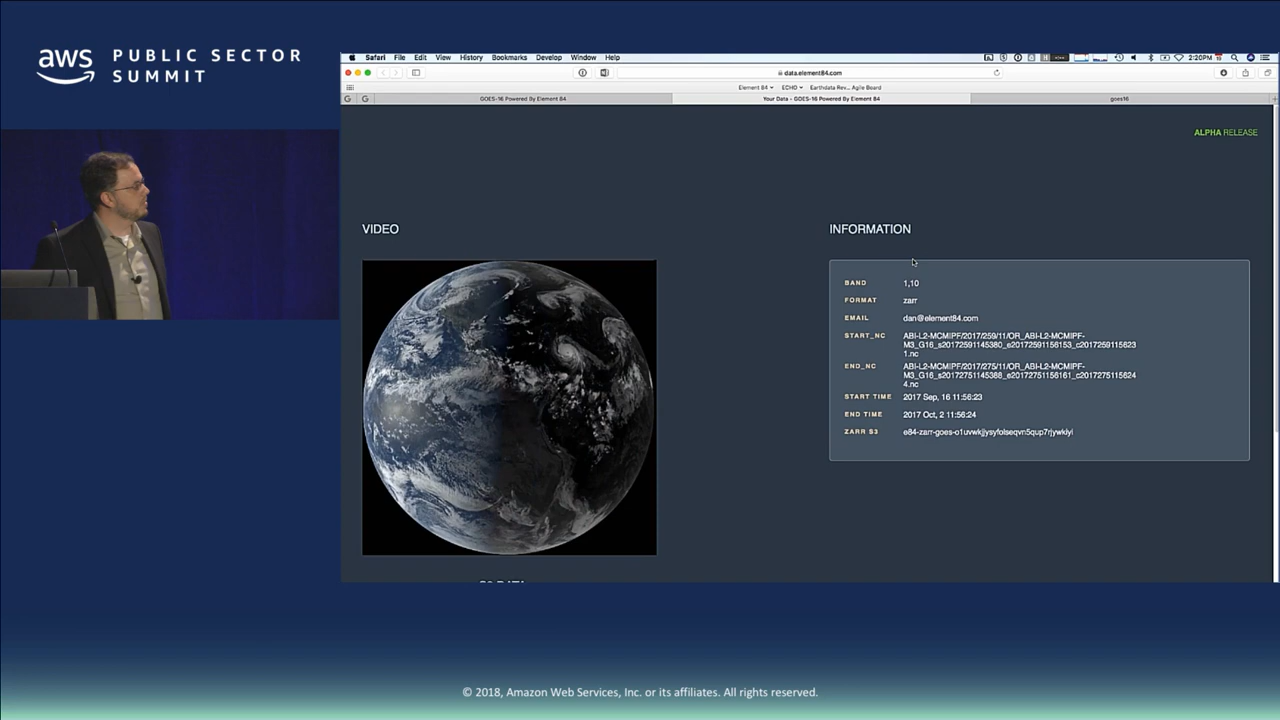 aws PUBLIC SECTOR
SUMMIT
Safari File Edit View History Bookmarks Develop Window Help
2:20PM
data.element84.com
Element 84 ECHO Earthdata Rev... Agile Board
G G GOES-16 Powered By Element 84 Your Data - GOES-16 Powered By Element 84 goes16
ALPHA RELEASE
VIDEO
INFORMATION
BAND 1,10
FORMAT zarr
EMAIL dan@element84.com
START_NC ABI-L2-MCMIPF/2017/259/11/OR_ABI-L2-MCMIPF-
M3_G16_s20172591145380_e20172591156153_c2017259115623
1.nc
END_NC ABI-L2-MCMIPF/2017/275/11/OR_ABI-L2-MCMIPF-
M3_G16_s20172751145388_e20172751156161_c2017275115624
4.nc
START TIME 2017 Sep, 16 11:56:23
END TIME 2017 Oct, 2 11:56:24
ZARR S3
© 2018, Amazon Web Services, Inc. or its affiliates. All rights reserved.